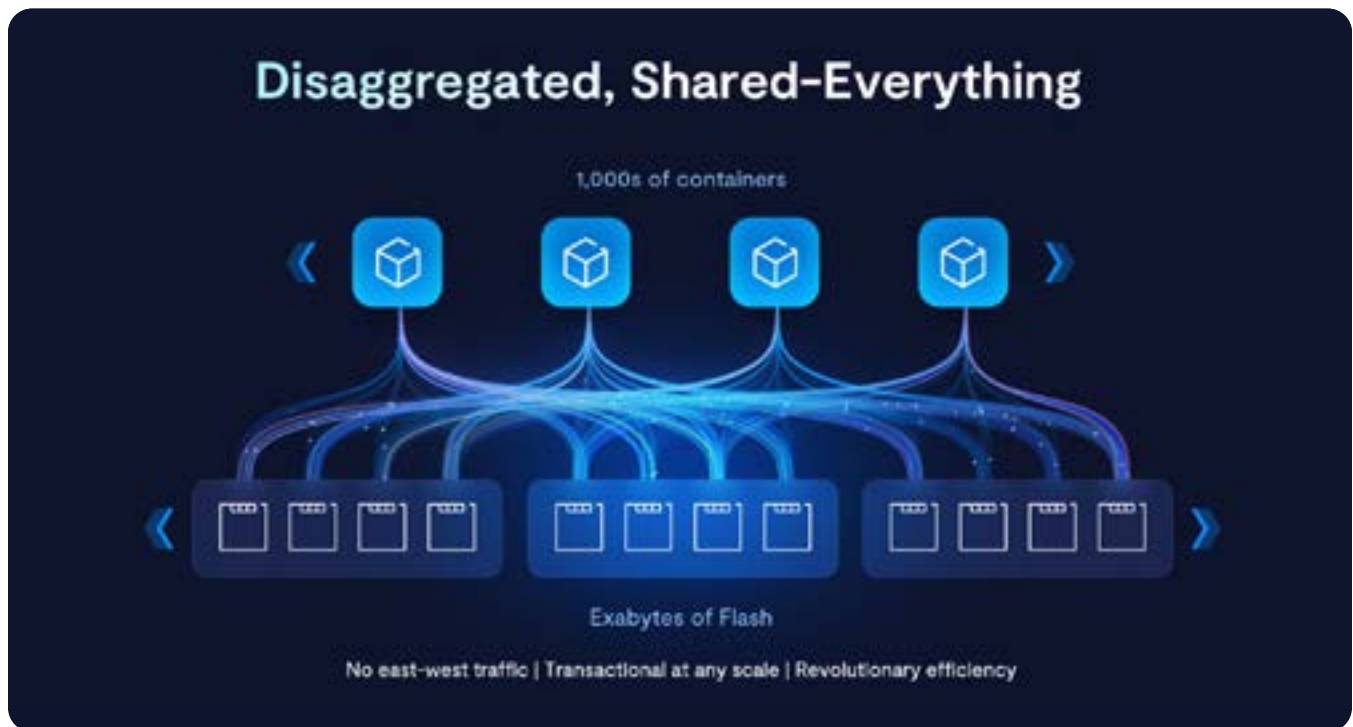 Disaggregated, Shared-Everything
1,000s of containers
Exabytes of Flash
No east-west traffic | Transactional at any scale | Revolutionary efficiency